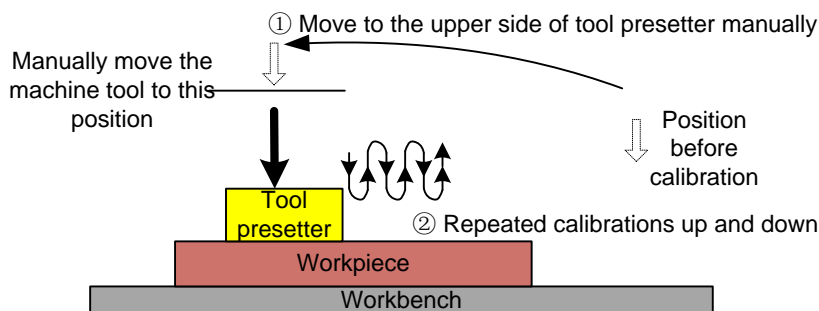 ① Move to the upper side of tool presetter manually
Manually move the
machine tool to this
position
Position
before
calibration
Tool
presetter
② Repeated calibrations up and down
Workpiece
Workbench